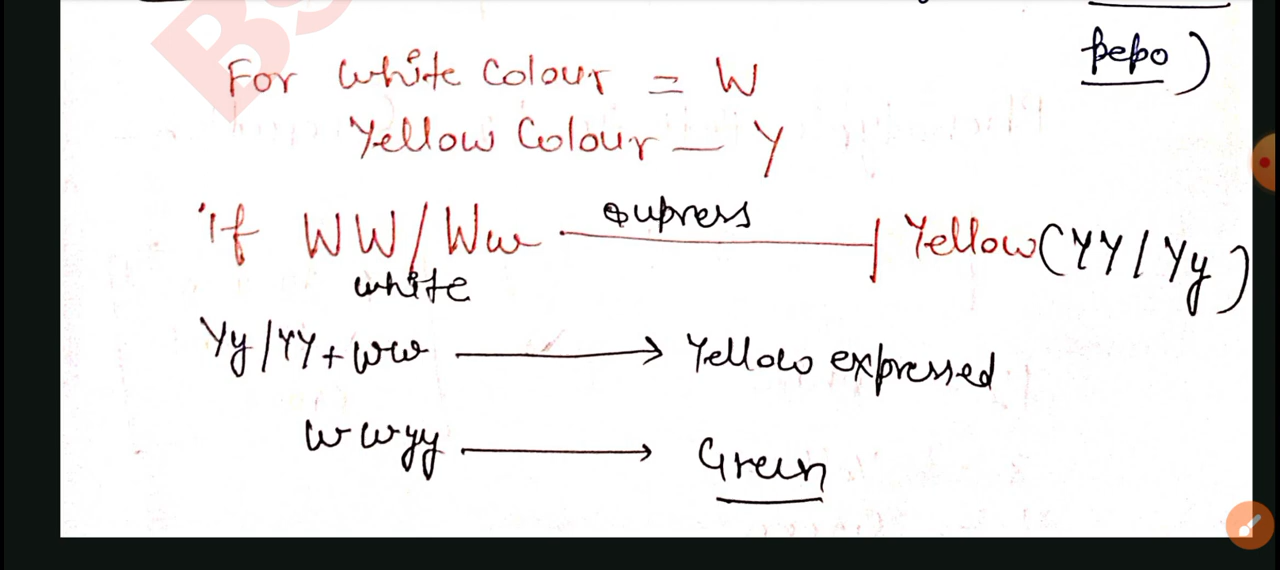 pepo)
For white Colour = W
Yellow Colour — Y
If WW/Ww supress Yellow (YY/Yy)
white
Yy/YY + ww → Yellow expressed
wwyy → Green